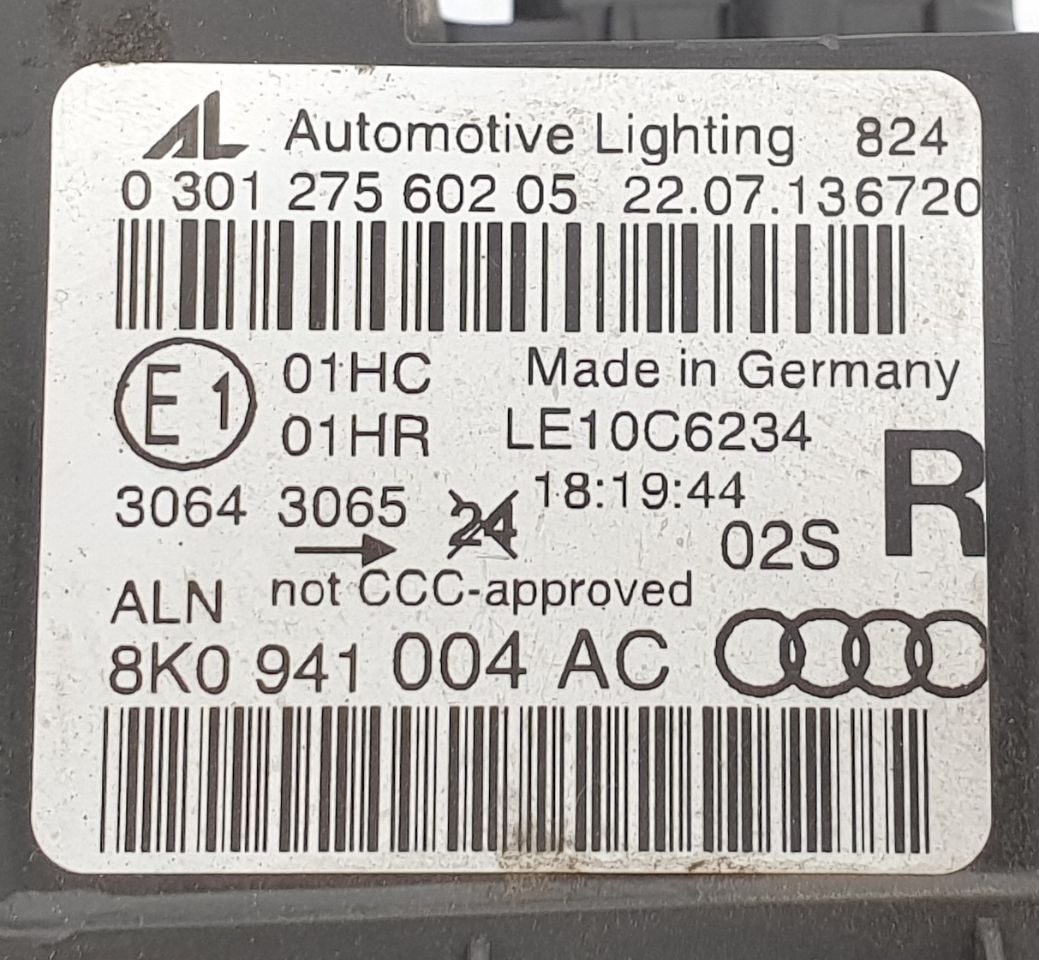 AL Automotive Lighting 824
0 301 275 602 05 22.07.136720
E1 01HC Made in Germany
01HR LE10C6234
R
3064 3065 24 18:19:44
02S
ALN not CCC-approved
8K0 941 004 AC